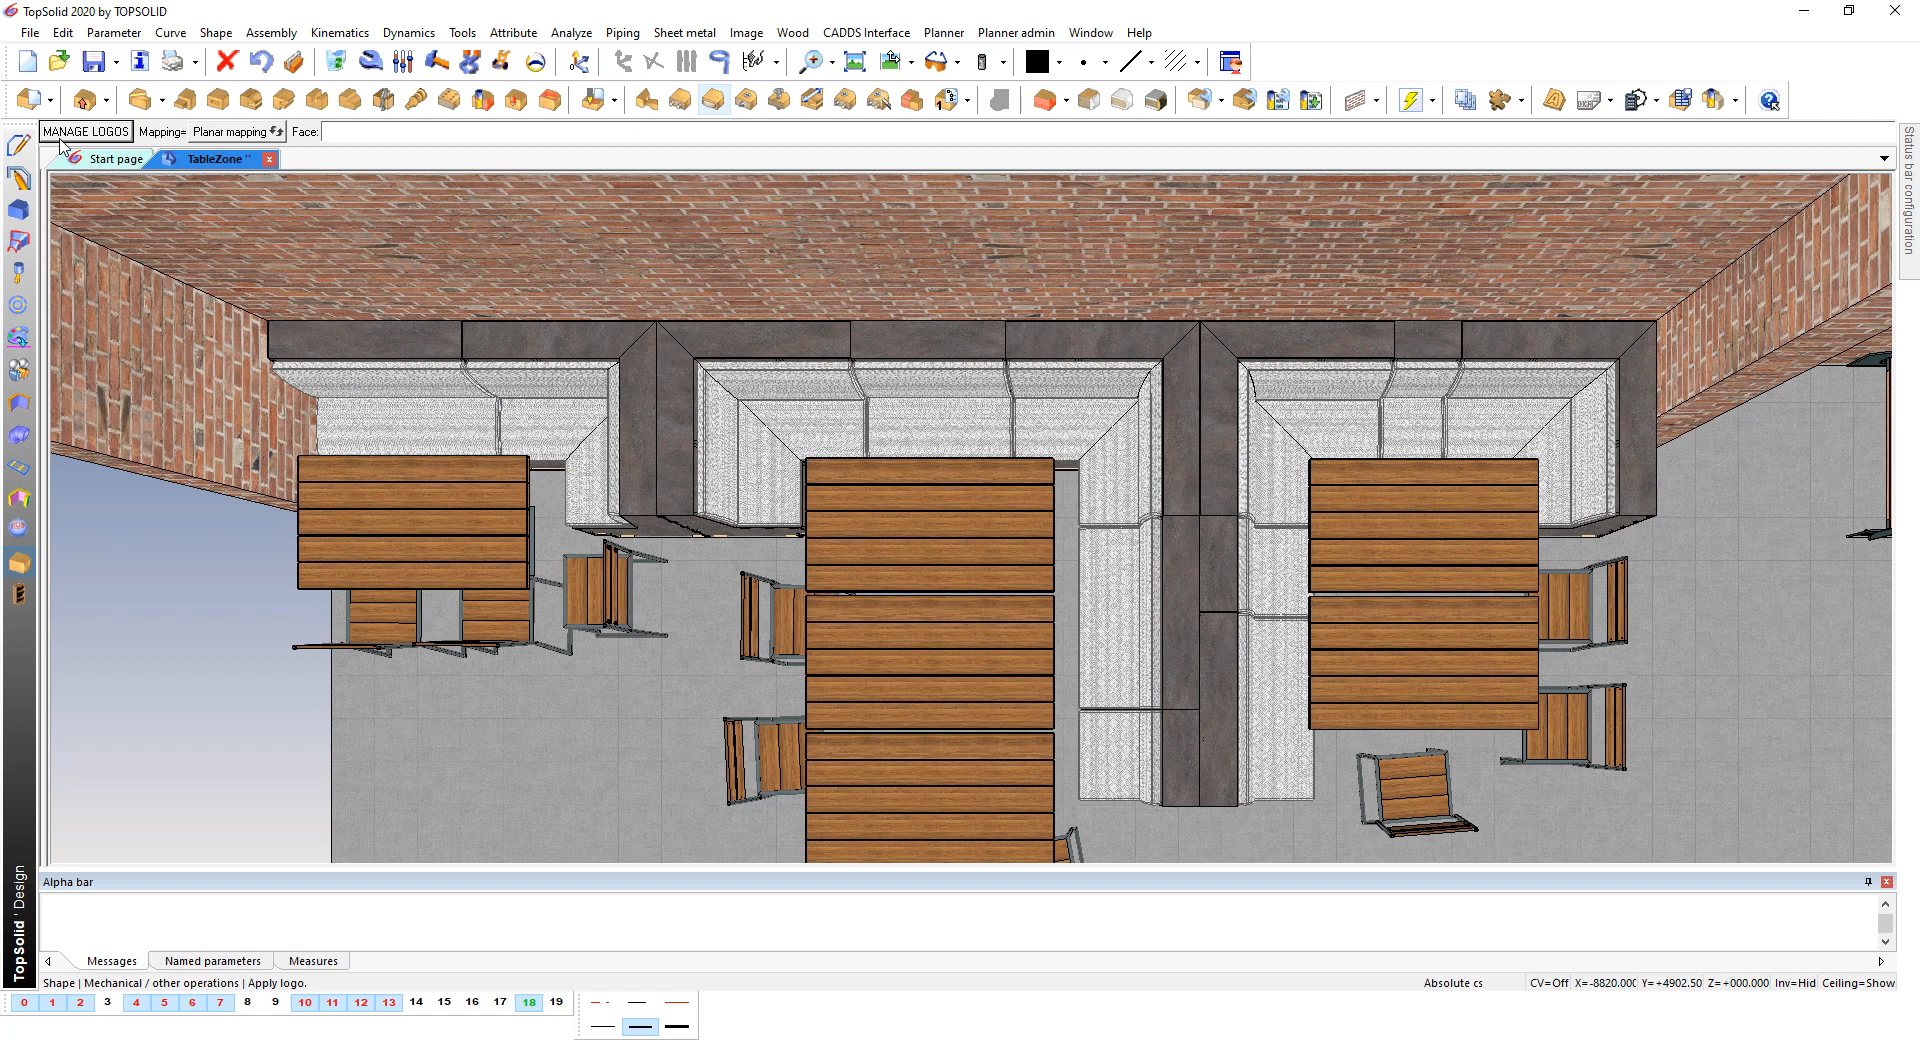 TopSolid 2020 by TOPSOLID
File Edit Parameter Curve Shape Assembly Kinematics Dynamics Tools Attribute Analyze Piping Sheet metal Image Wood CADDS Interface Planner Planner admin Window Help
MANAGE LOGOS Mapping= Planar mapping Face:
Start page TableZone "
Status bar configuration
TopSolid ' Design
Alpha bar
Messages Named parameters Measures
Shape | Mechanical / other operations | Apply logo. Absolute cs CV=Off X=-8820.000 Y=+4902.50 Z=+000.000 Inv=Hid Ceiling=Show
0 1 2 3 4 5 6 7 8 9 10 11 12 13 14 15 16 17 18 19